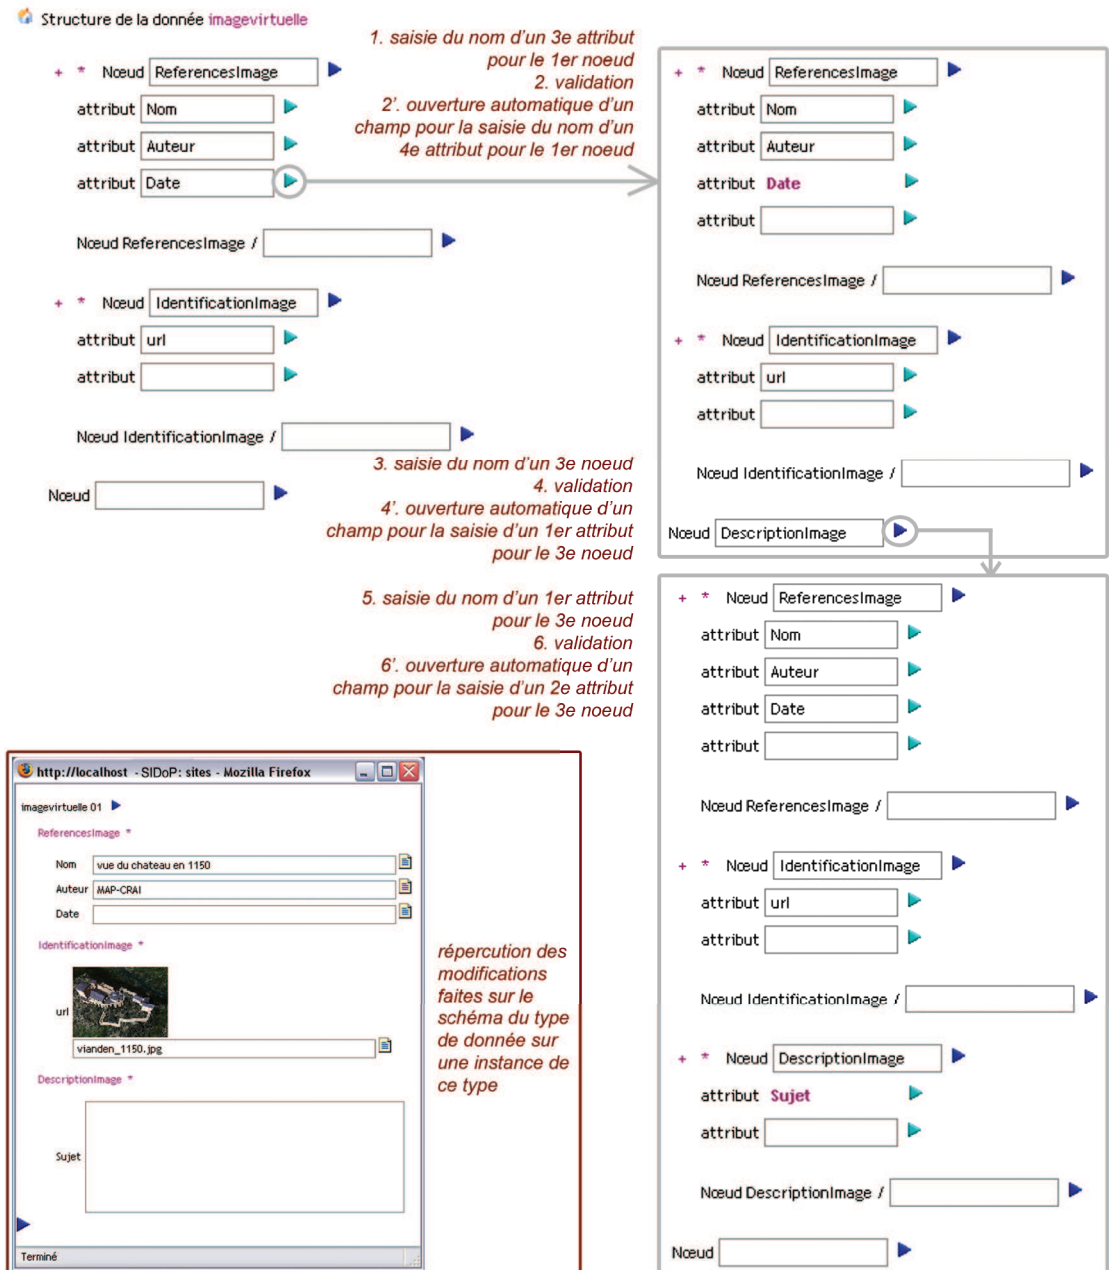 Structure de la donnée imagevirtuelle
+ * Nœud ReferencesImage
attribut Nom
attribut Auteur
attribut Date
Nœud ReferencesImage /
+ * Nœud IdentificationImage
attribut url
attribut
Nœud IdentificationImage /
Nœud
1. saisie du nom d'un 3e attribut
pour le 1er noeud
2. validation
2'. ouverture automatique d'un
champ pour la saisie du nom d'un
4e attribut pour le 1er noeud
+ * Nœud ReferencesImage
attribut Nom
attribut Auteur
attribut Date
attribut
Nœud ReferencesImage /
+ * Nœud IdentificationImage
attribut url
attribut
Nœud IdentificationImage /
Nœud DescriptionImage
3. saisie du nom d'un 3e noeud
4. validation
4'. ouverture automatique d'un
champ pour la saisie d'un 1er attribut
pour le 3e noeud
5. saisie du nom d'un 1er attribut
pour le 3e noeud
6. validation
6'. ouverture automatique d'un
champ pour la saisie d'un 2e attribut
pour le 3e noeud
+ * Nœud ReferencesImage
attribut Nom
attribut Auteur
attribut Date
attribut
Nœud ReferencesImage /
+ * Nœud IdentificationImage
attribut url
attribut
Nœud IdentificationImage /
+ * Nœud DescriptionImage
attribut Sujet
attribut
Nœud DescriptionImage /
Nœud
http://localhost - SIDoP: sites - Mozilla Firefox
imagevirtuelle 01
ReferencesImage *
Nom vue du chateau en 1150
Auteur MAP-CRAI
Date
IdentificationImage *
url
vianden_1150.jpg
DescriptionImage *
Sujet
Terminé
répercution des
modifications
faites sur le
schéma du type
de donnée sur
une instance de
ce type